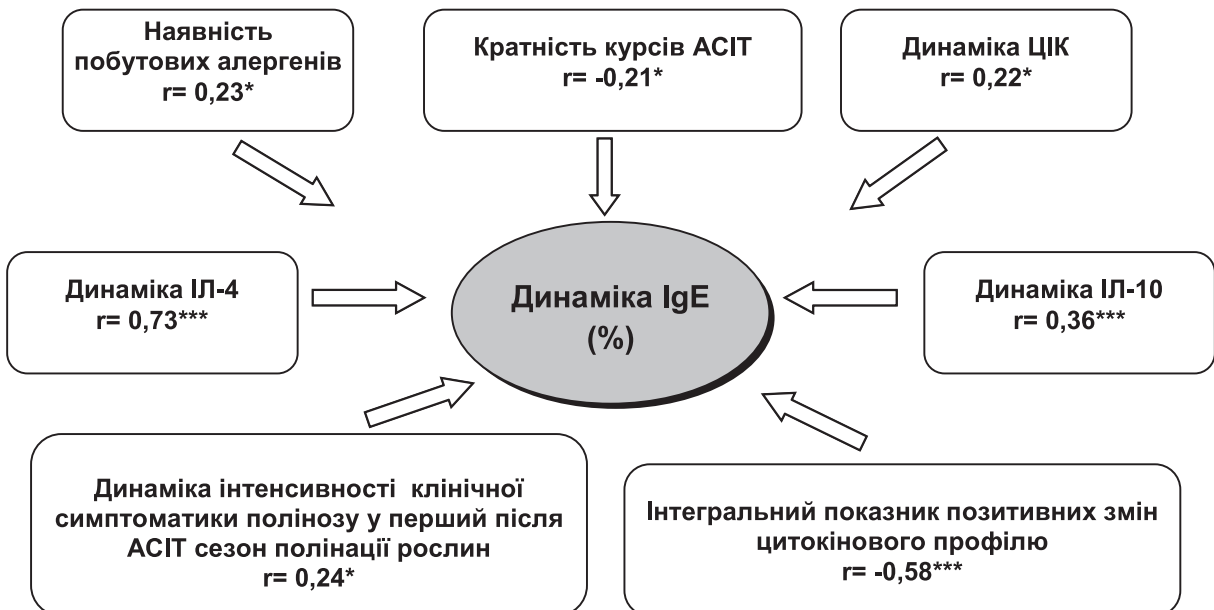 Наявність
побутових алергенів
r= 0,23*
Кратність курсів АСІТ
r= -0,21*
Динаміка ЦІК
r= 0,22*
Динаміка ІЛ-4
r= 0,73***
Динаміка IgE
(%)
Динаміка ІЛ-10
r= 0,36***
Динаміка інтенсивності клінічної
симптоматики полінозу у перший після
АСІТ сезон полінації рослин
r= 0,24*
Інтегральний показник позитивних змін
цитокінового профілю
r= -0,58***